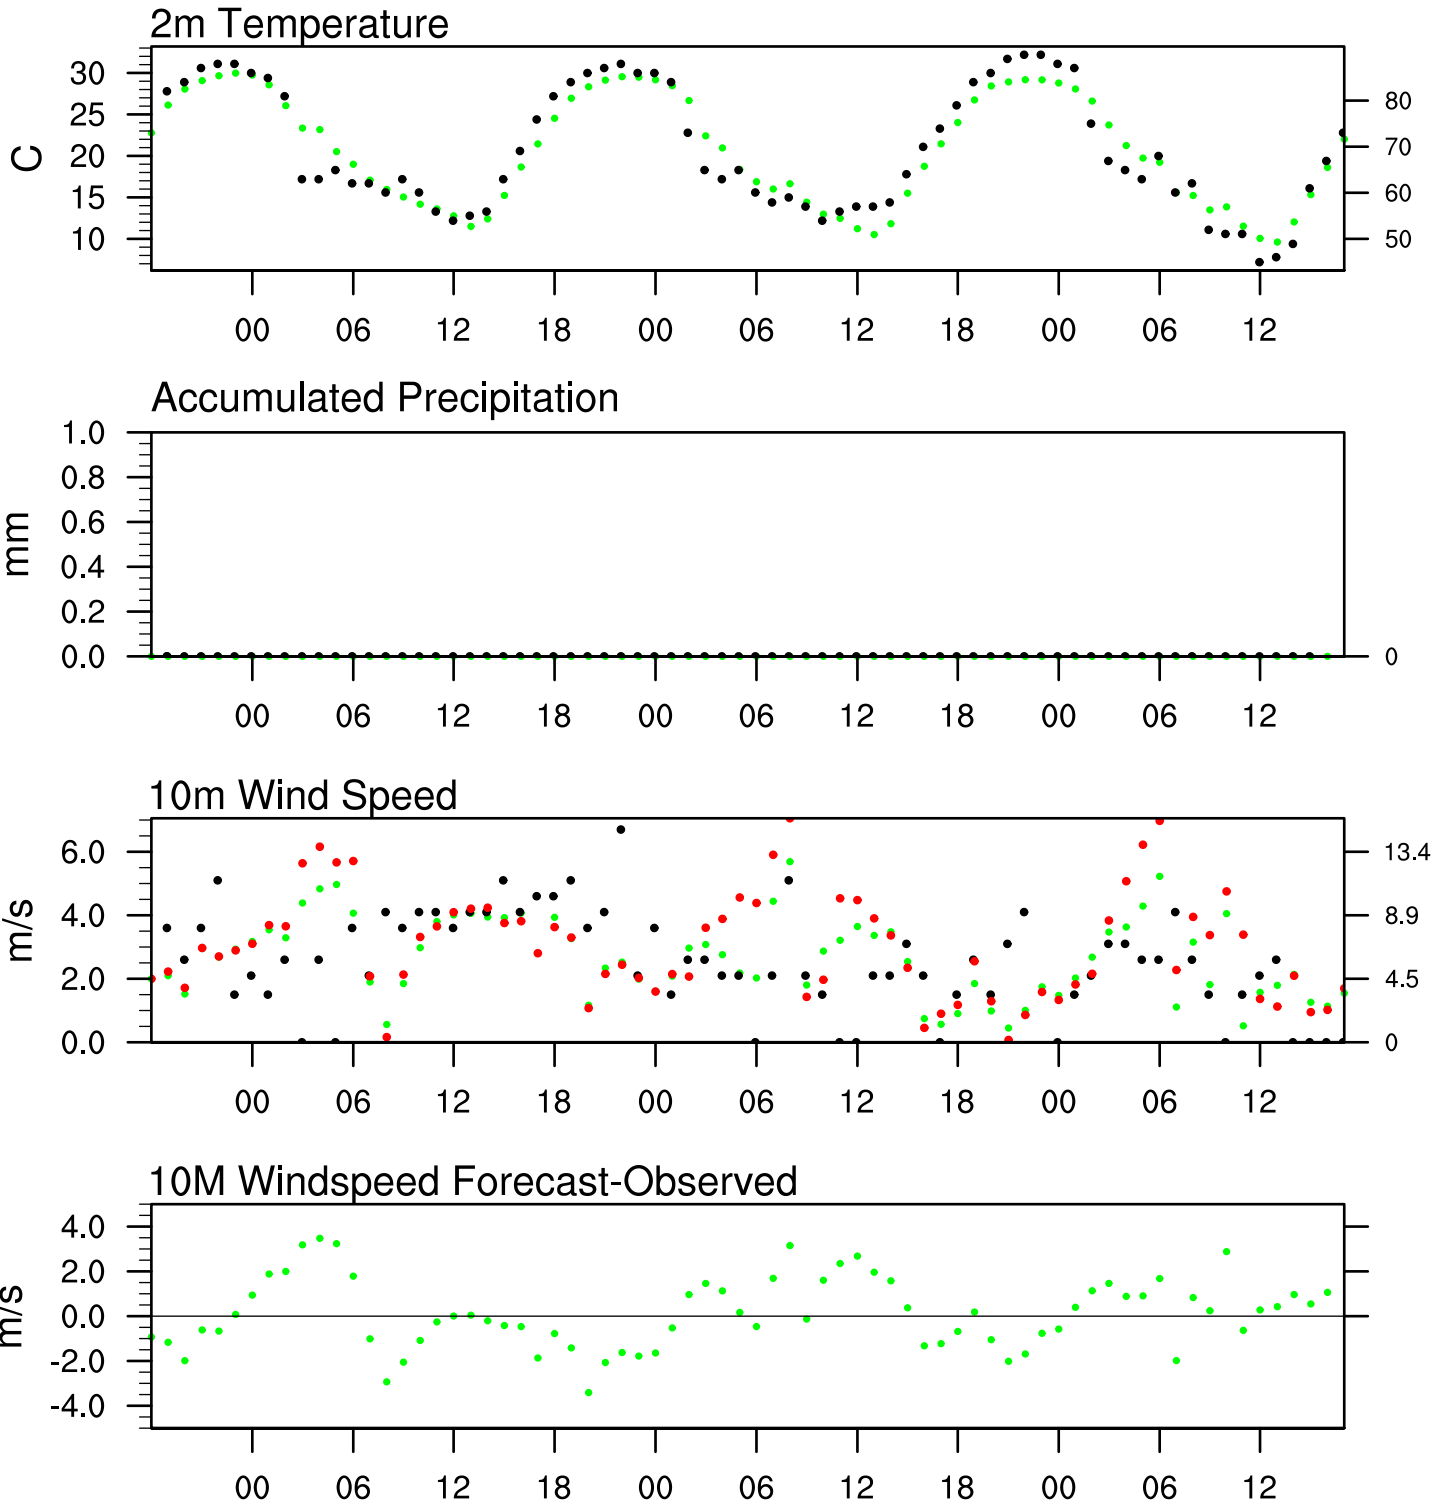 2m Temperature
30
25
20
15
10
C
80
70
60
50
00 06 12 18 00 06 12 18 00 06 12
Accumulated Precipitation
1.0
0.8
0.6
0.4
0.2
0.0
mm
0
00 06 12 18 00 06 12 18 00 06 12
10m Wind Speed
6.0
4.0
2.0
0.0
m/s
13.4
8.9
4.5
0
00 06 12 18 00 06 12 18 00 06 12
10M Windspeed Forecast-Observed
4.0
2.0
0.0
-2.0
-4.0
m/s
00 06 12 18 00 06 12 18 00 06 12